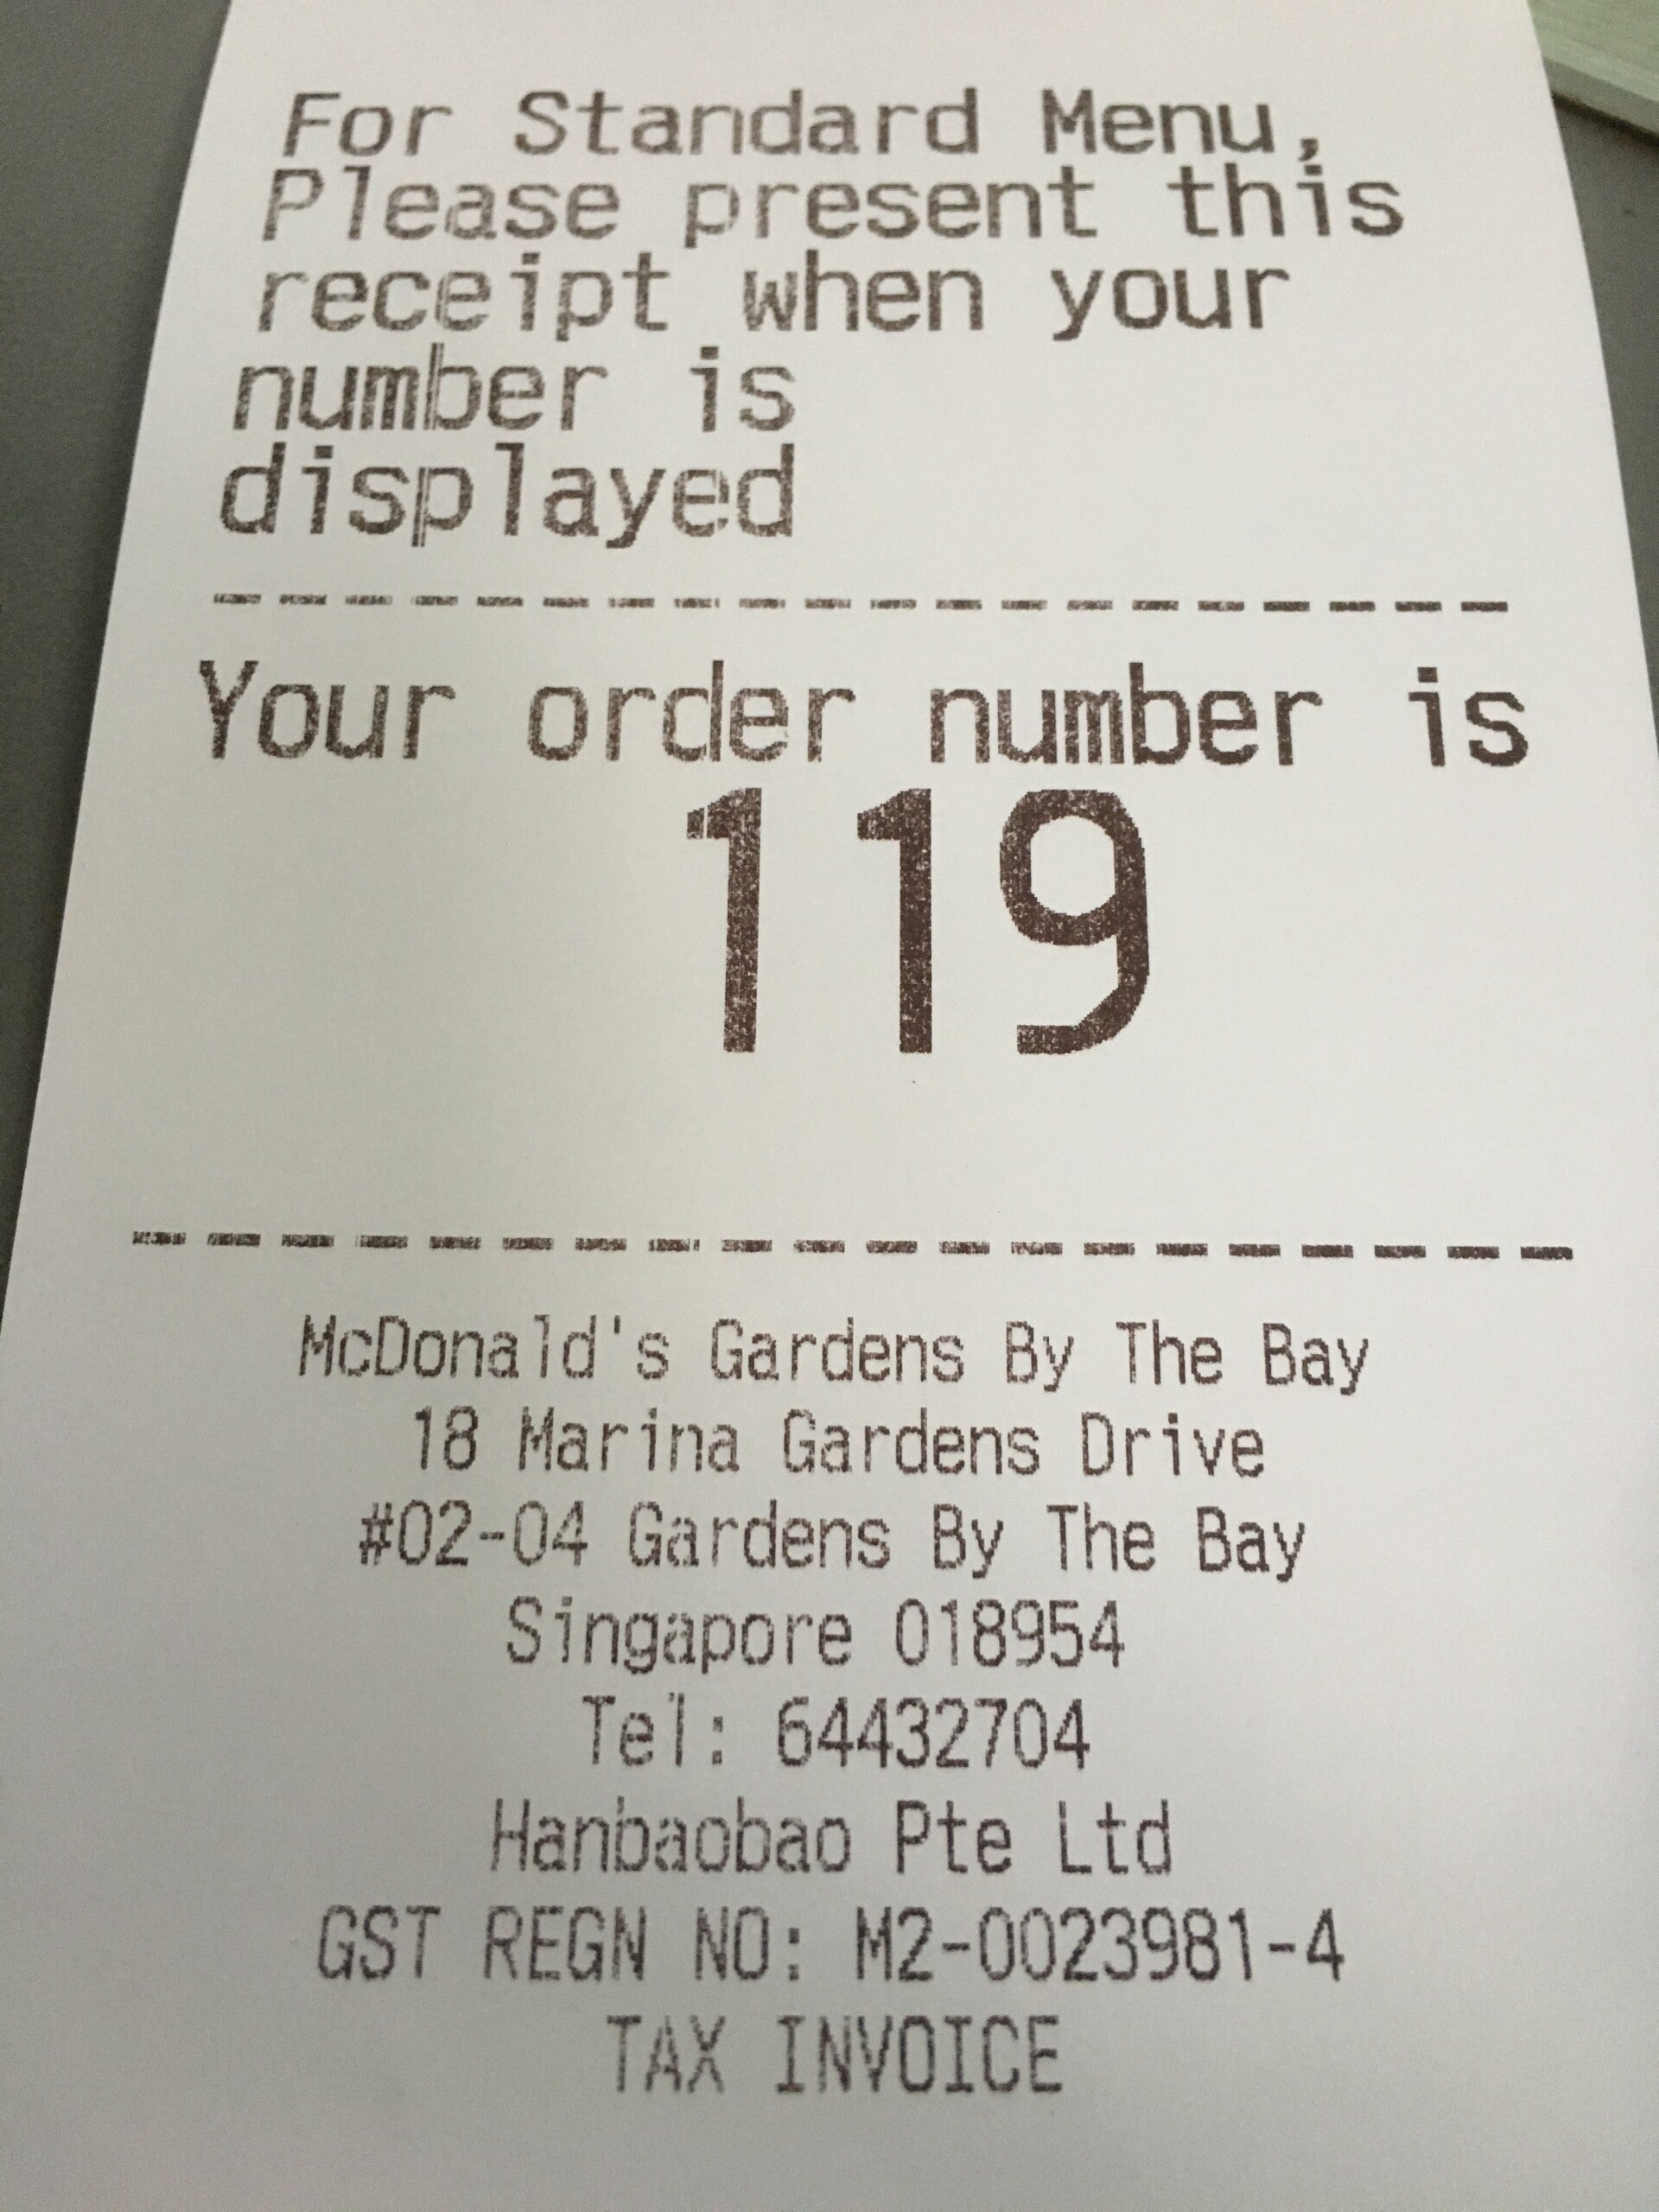 For Standard Menu,
Please present this
receipt when your
number is
displayed
--------------------
Your order number is
119
--------------------
McDonald's Gardens By The Bay
18 Marina Gardens Drive
#02-04 Gardens By The Bay
Singapore 018954
Tel: 64432704
Hanbaobao Pte Ltd
GST REGN NO: M2-0023981-4
TAX INVOICE